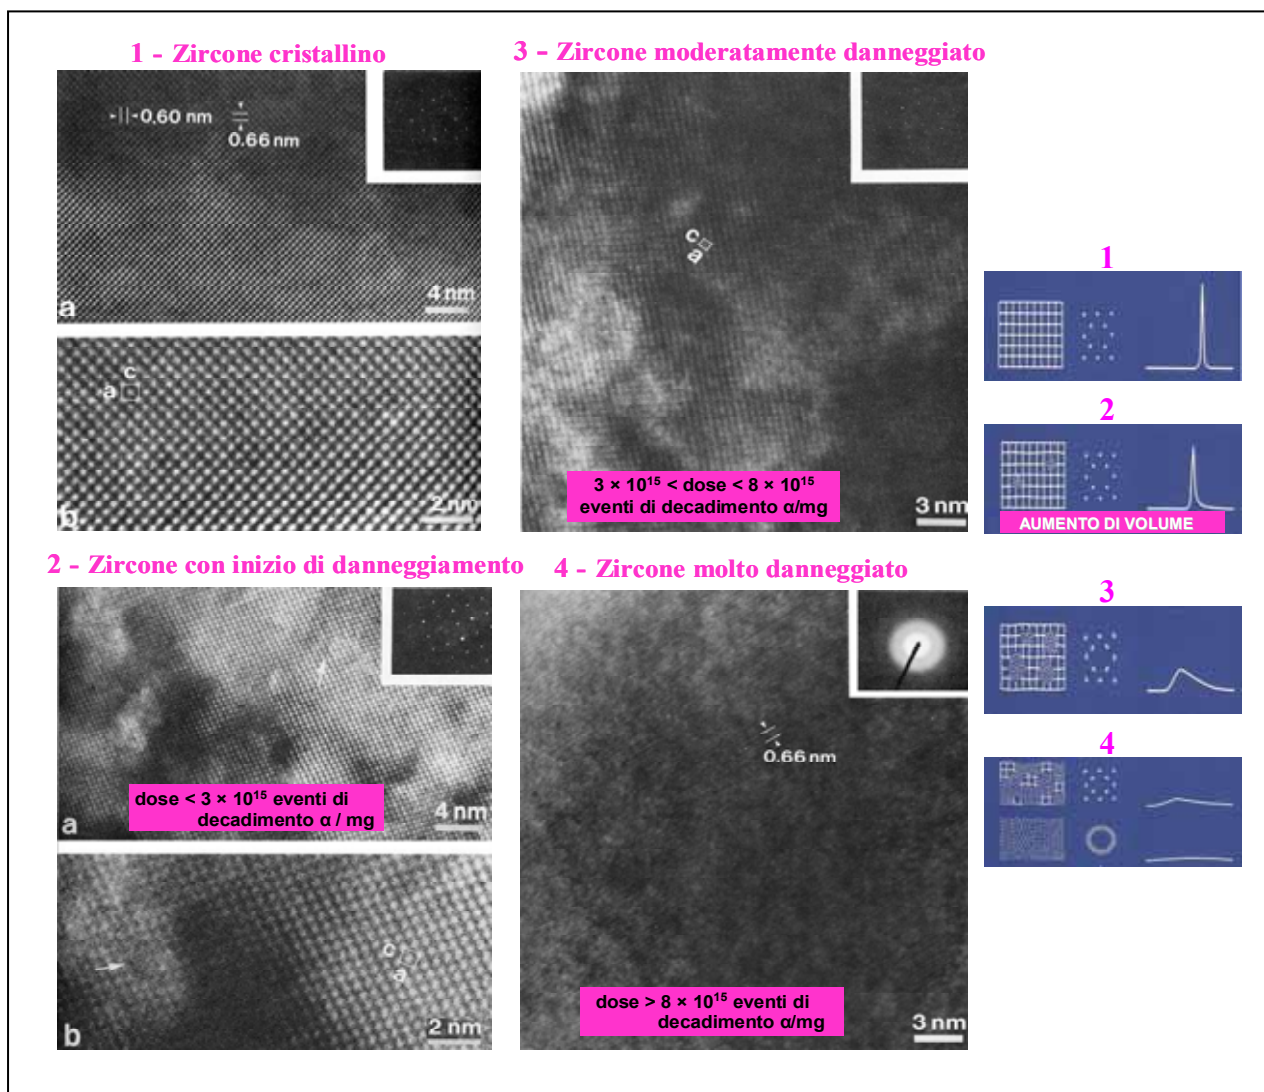 1 - Zircone cristallino
0.60 nm
0.66 nm
a
4 nm
c
a
b
2 nm
3 - Zircone moderatamente danneggiato
c
a
3 × 10¹⁵ < dose < 8 × 10¹⁵
eventi di decadimento α/mg
3 nm
2 - Zircone con inizio di danneggiamento
dose < 3 × 10¹⁵ eventi di
decadimento α / mg
a
4 nm
c
a
b
2 nm
4 - Zircone molto danneggiato
0.66 nm
dose > 8 × 10¹⁵ eventi di
decadimento α/mg
3 nm
1
2
AUMENTO DI VOLUME
3
4